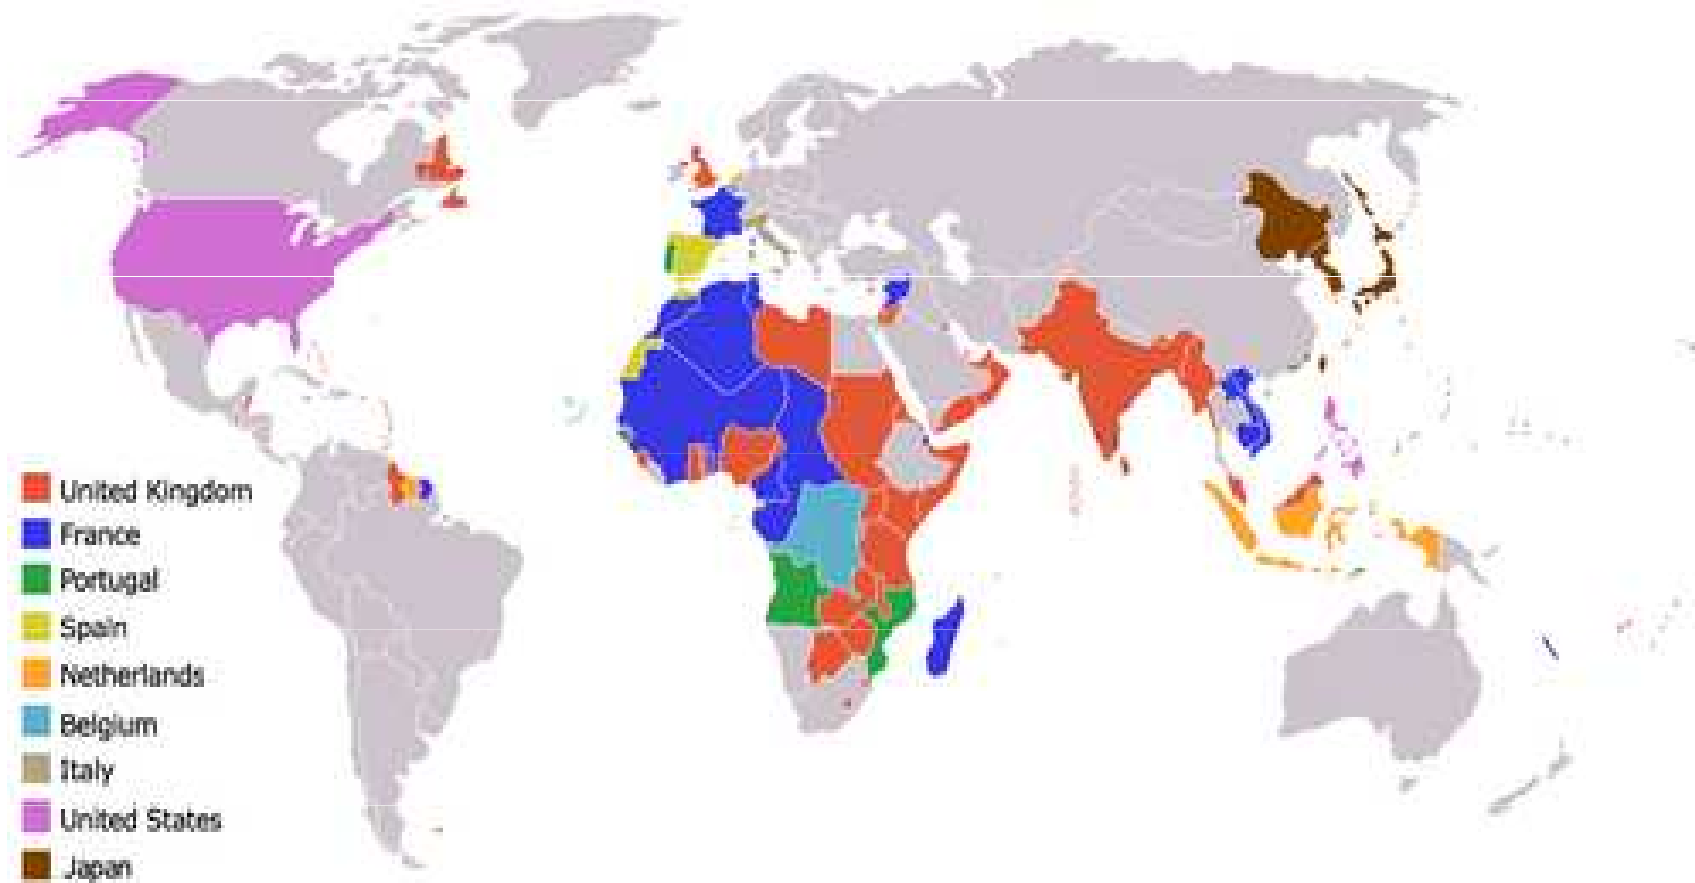 United Kingdom
France
Portugal
Spain
Netherlands
Belgium
Italy
United States
Japan